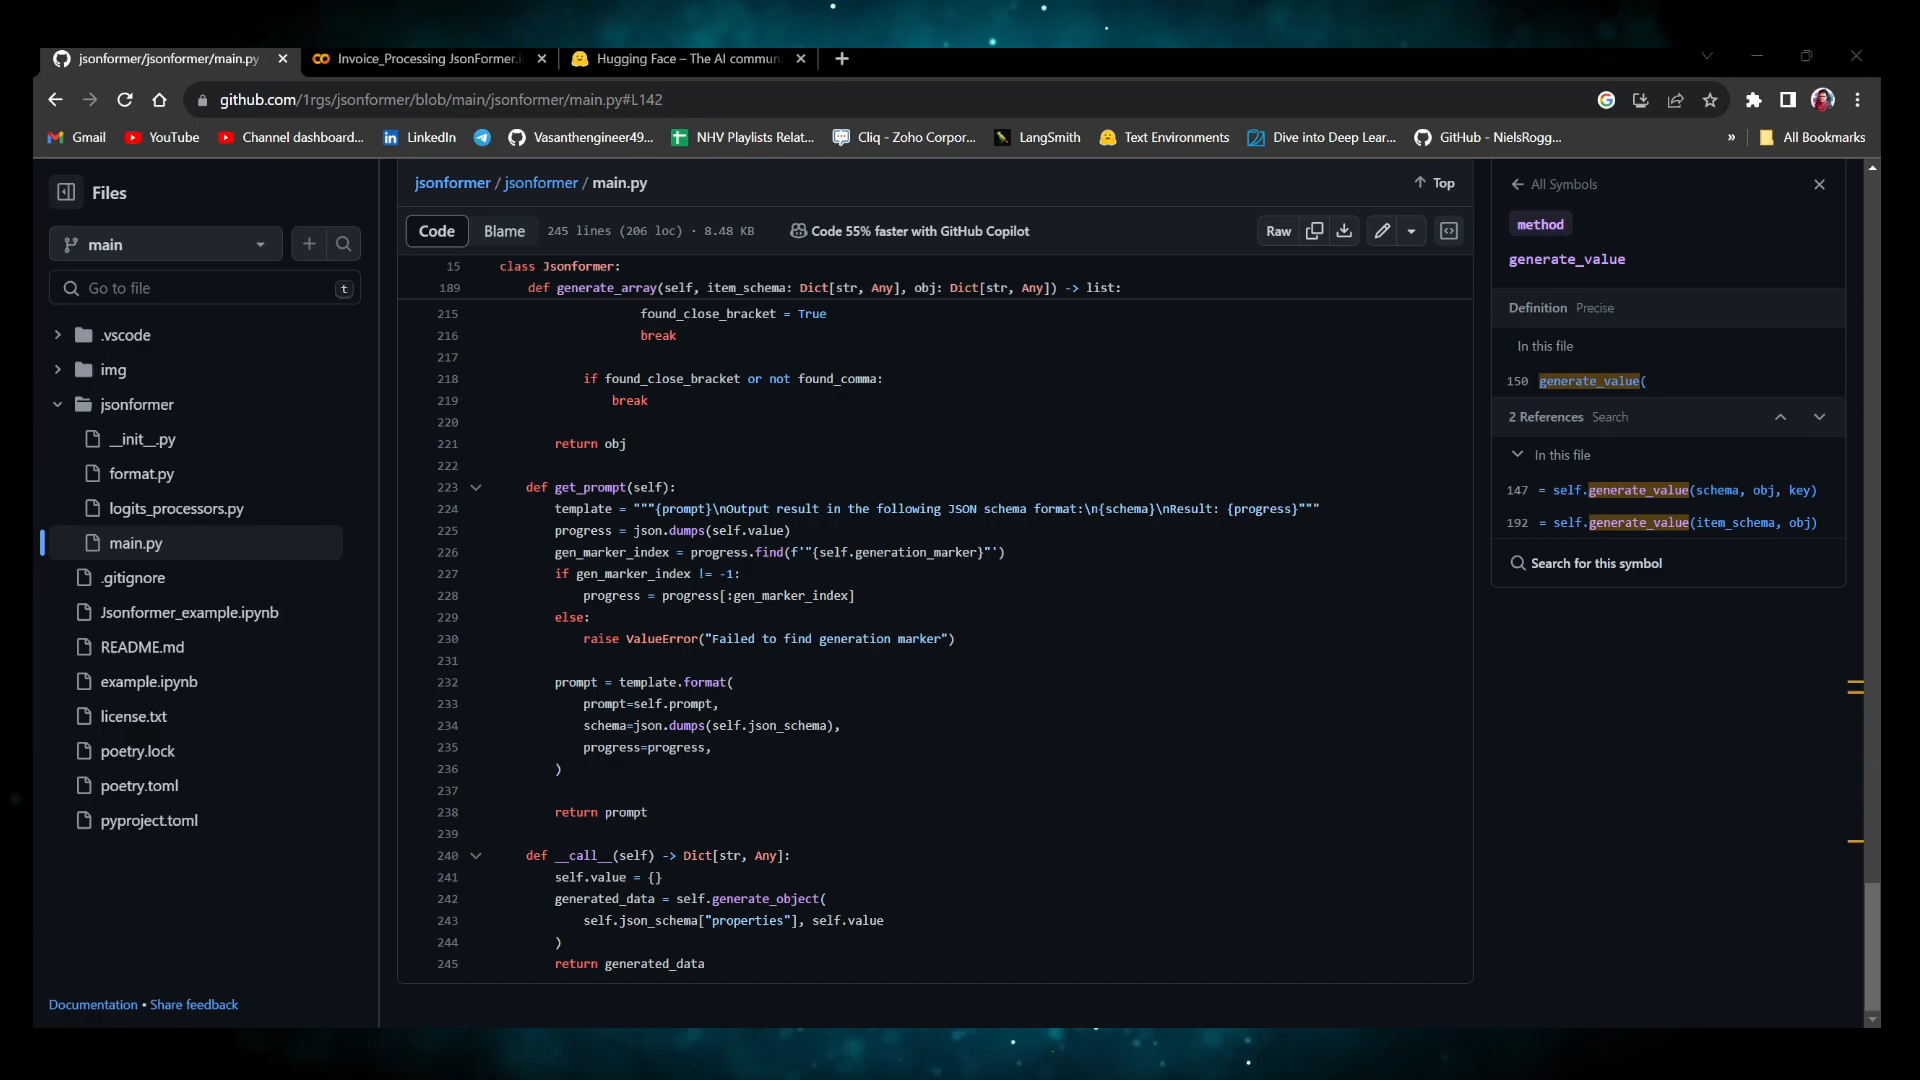 jsonformer/jsonformer/main.py
Invoice_Processing JsonFormer.i
Hugging Face – The AI commun
github.com/1rgs/jsonformer/blob/main/jsonformer/main.py#L142
Gmail
YouTube
Channel dashboard...
LinkedIn
Vasanthengineer49...
NHV Playlists Relat...
Cliq - Zoho Corpor...
LangSmith
Text Environments
Dive into Deep Lear...
GitHub - NielsRogg...
»
All Bookmarks
Files
main
Go to file
t
.vscode
img
jsonformer
__init__.py
format.py
logits_processors.py
main.py
.gitignore
Jsonformer_example.ipynb
README.md
example.ipynb
license.txt
poetry.lock
poetry.toml
pyproject.toml
Documentation • Share feedback
jsonformer / jsonformer / main.py
Top
Code
Blame
245 lines (206 loc) · 8.48 KB
Code 55% faster with GitHub Copilot
Raw
15 class Jsonformer:
189 def generate_array(self, item_schema: Dict[str, Any], obj: Dict[str, Any]) -> list:
215 found_close_bracket = True
216 break
217
218 if found_close_bracket or not found_comma:
219 break
220
221 return obj
222
223 def get_prompt(self):
224 template = """{prompt}\nOutput result in the following JSON schema format:\n{schema}\nResult: {progress}"""
225 progress = json.dumps(self.value)
226 gen_marker_index = progress.find(f'"{self.generation_marker}"')
227 if gen_marker_index != -1:
228 progress = progress[:gen_marker_index]
229 else:
230 raise ValueError("Failed to find generation marker")
231
232 prompt = template.format(
233 prompt=self.prompt,
234 schema=json.dumps(self.json_schema),
235 progress=progress,
236 )
237
238 return prompt
239
240 def __call__(self) -> Dict[str, Any]:
241 self.value = {}
242 generated_data = self.generate_object(
243 self.json_schema["properties"], self.value
244 )
245 return generated_data
All Symbols
method
generate_value
Definition Precise
In this file
150 generate_value(
2 References Search
In this file
147 = self.generate_value(schema, obj, key)
192 = self.generate_value(item_schema, obj)
Search for this symbol